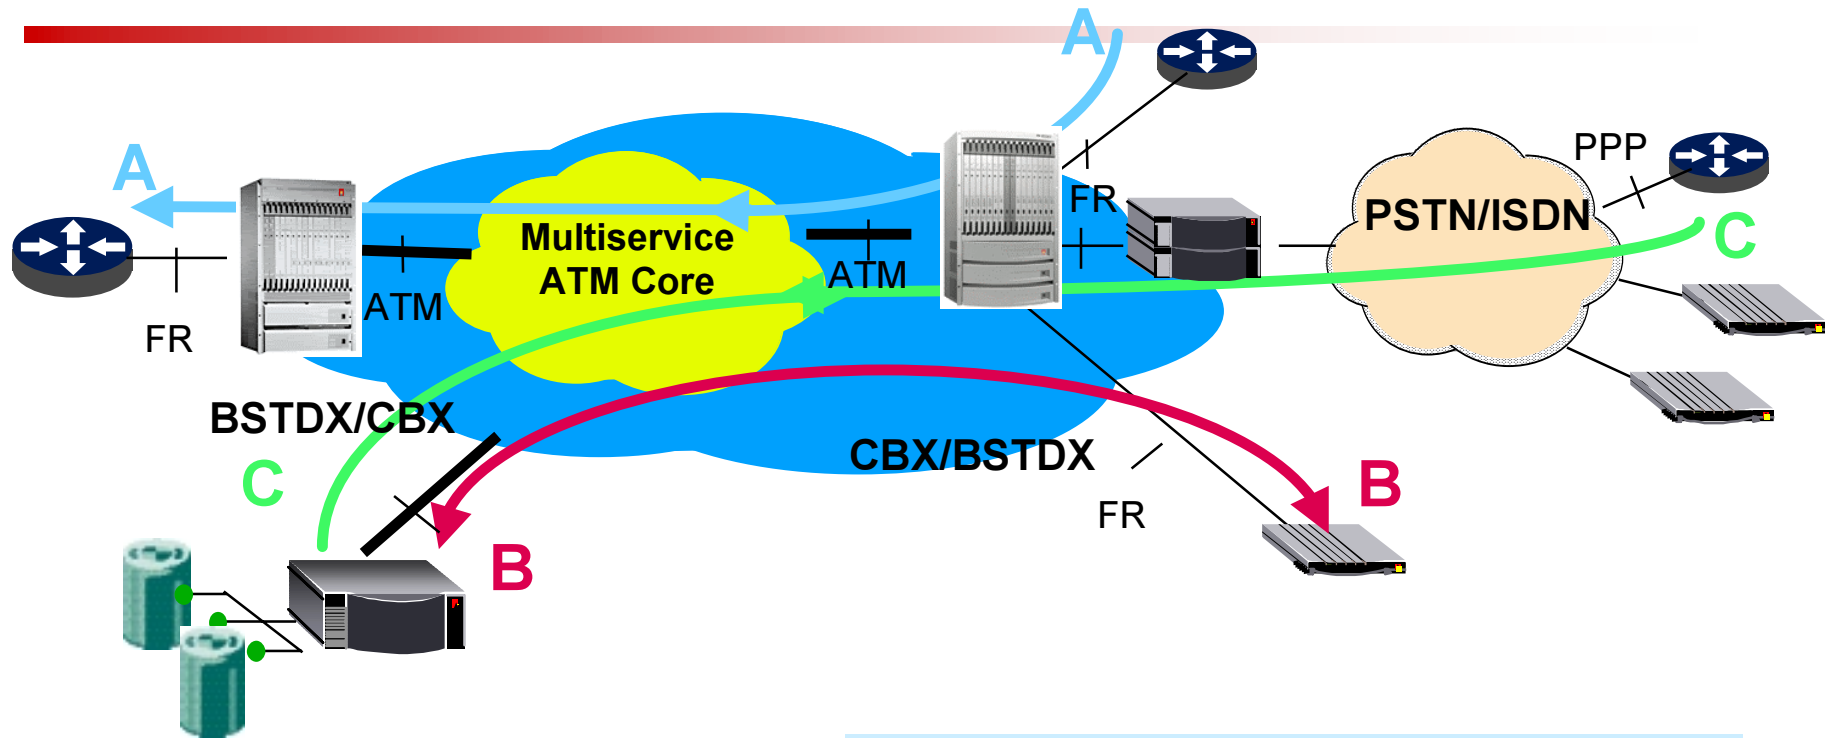 A
PPP
A
FR
PSTN/ISDN
Multiservice
ATM Core
C
ATM
ATM
FR
BSTDX/CBX
CBX/BSTDX
C
B
FR
B